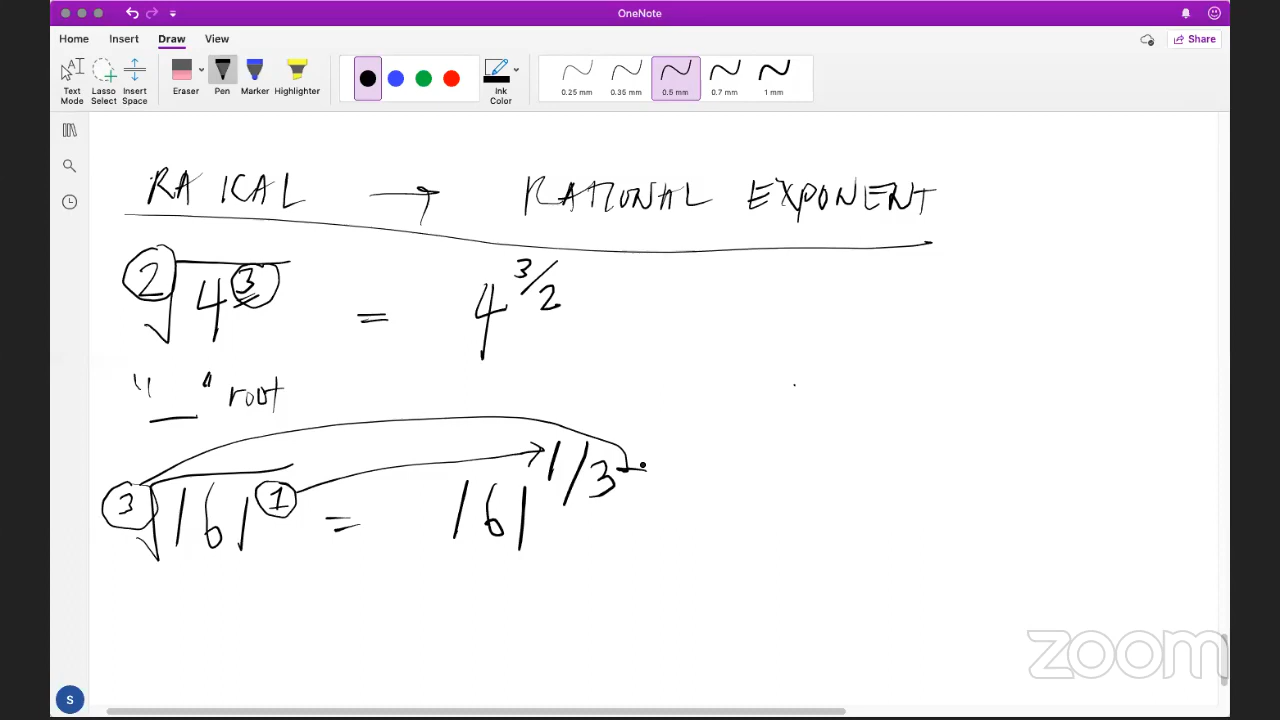 OneNote
Home Insert Draw View Share
Text Mode Lasso Select Insert Space Eraser Pen Marker Highlighter Ink Color 0.25 mm 0.35 mm 0.5 mm 0.7 mm 1 mm
RA ICAL → RATIONAL EXPONENT
²√4³ = 4^3/2
"__" root
³√161¹ = 161^1/3
S
zoom